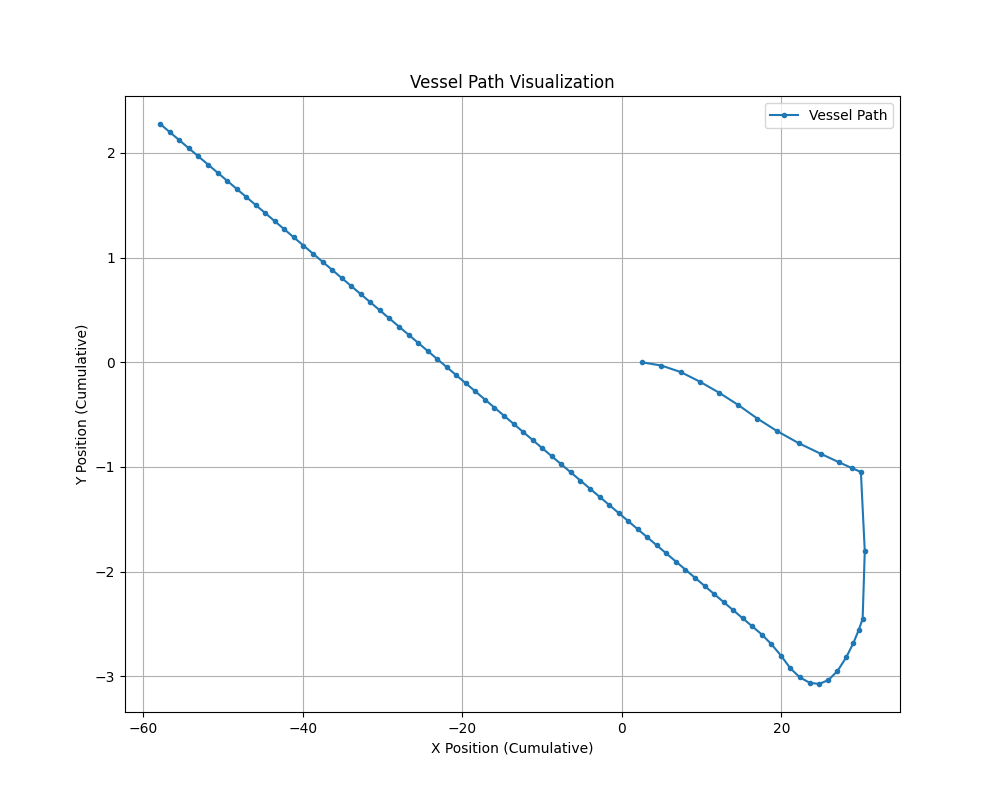 Vessel Path Visualization
Vessel Path
Y Position (Cumulative)
2
1
0
−1
−2
−3
−60
−40
−20
0
20
X Position (Cumulative)